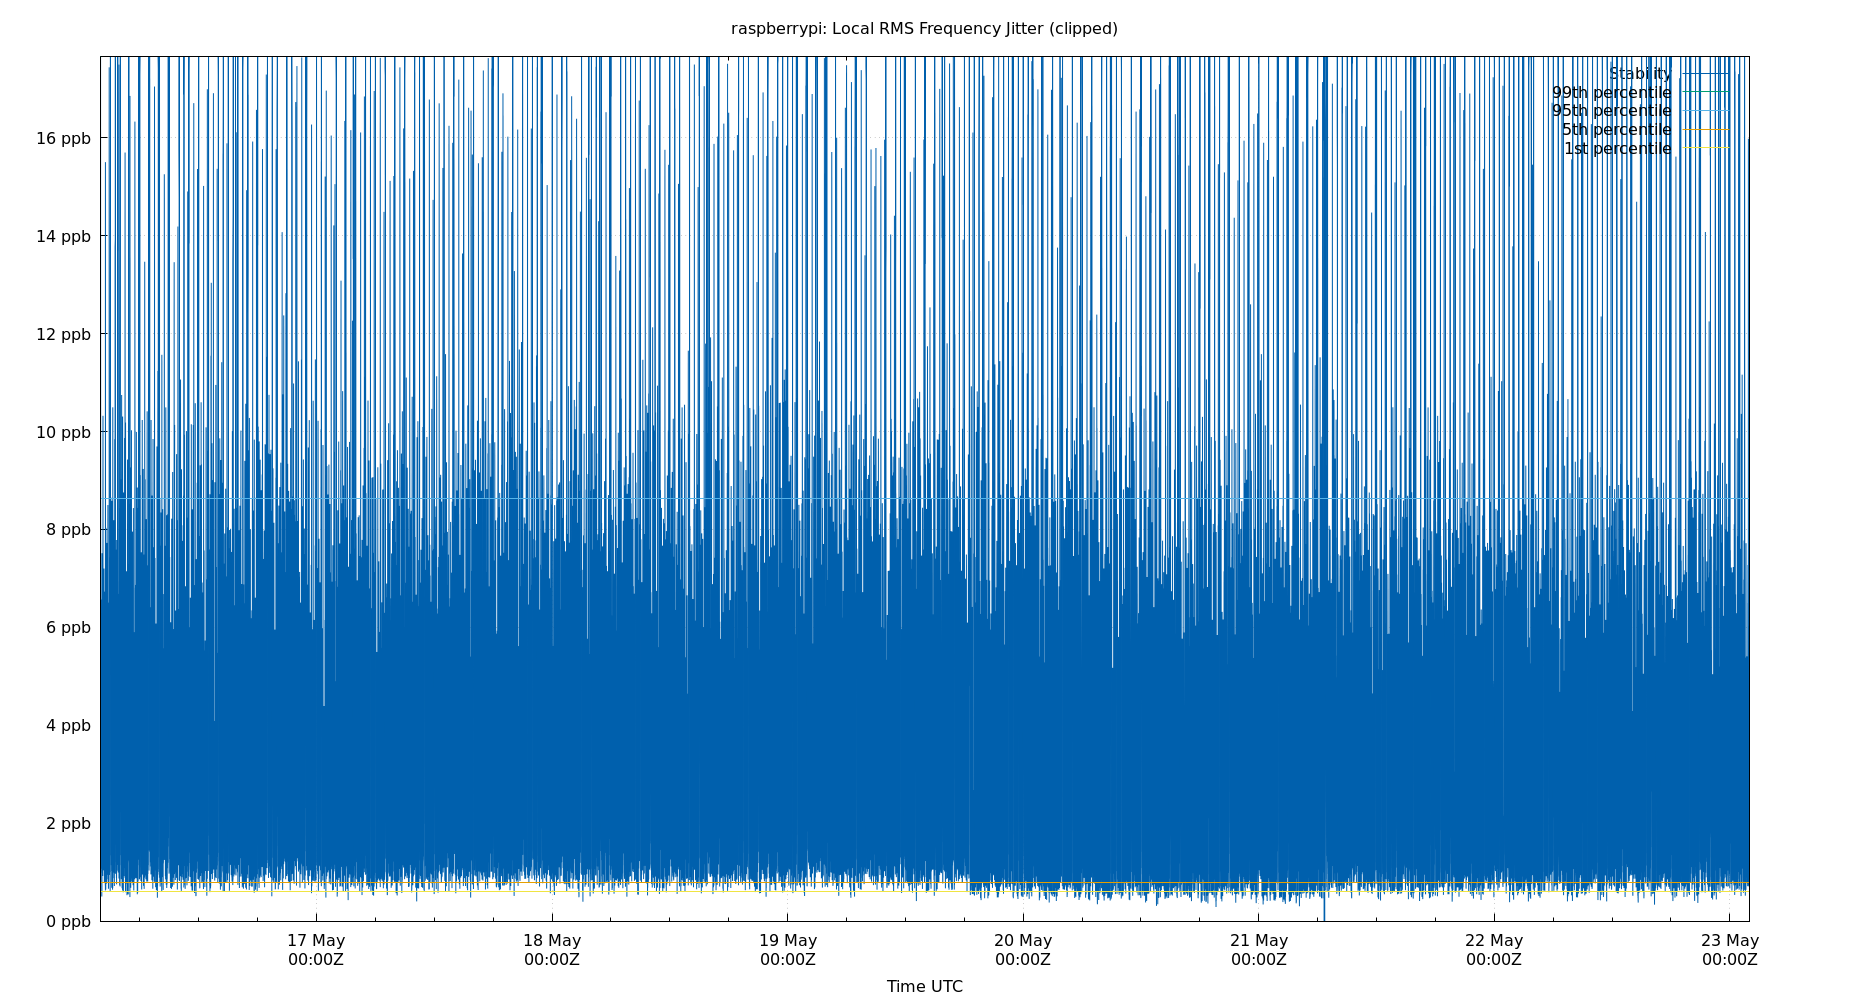 raspberrypi: Local RMS Frequency Jitter (clipped)
Stability
99th percentile
95th percentile
5th percentile
1st percentile
16 ppb
14 ppb
12 ppb
10 ppb
8 ppb
6 ppb
4 ppb
2 ppb
0 ppb
17 May
00:00Z
18 May
00:00Z
19 May
00:00Z
20 May
00:00Z
21 May
00:00Z
22 May
00:00Z
23 May
00:00Z
Time UTC